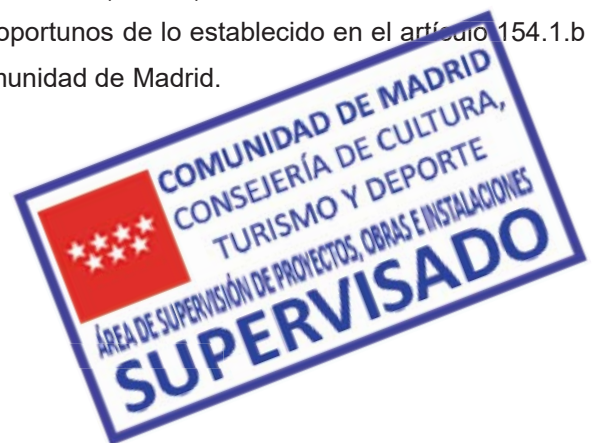 oportunos de lo establecido en el artículo 154.1.b
munidad de Madrid.
COMUNIDAD DE MADRID
CONSEJERÍA DE CULTURA,
TURISMO Y DEPORTE
ÁREA DE SUPERVISIÓN DE PROYECTOS, OBRAS E INSTALACIONES
SUPERVISADO